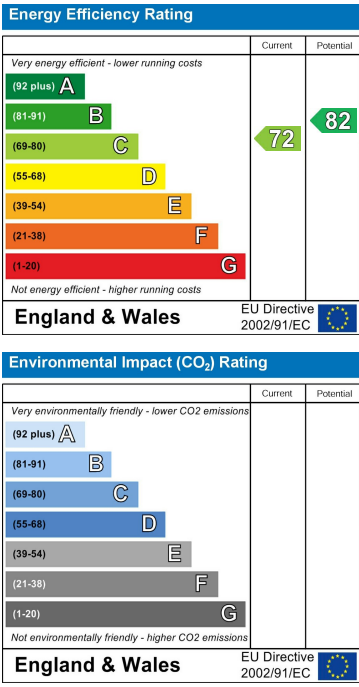 Energy Efficiency Rating
Current Potential
Very energy efficient - lower running costs
(92 plus) A
(81-91) B
(69-80) C
(55-68) D
(39-54) E
(21-38) F
(1-20) G
72
82
Not energy efficient - higher running costs
England & Wales
EU Directive
2002/91/EC
Environmental Impact (CO₂) Rating
Current Potential
Very environmentally friendly - lower CO2 emissions
(92 plus) A
(81-91) B
(69-80) C
(55-68) D
(39-54) E
(21-38) F
(1-20) G
Not environmentally friendly - higher CO2 emissions
England & Wales
EU Directive
2002/91/EC